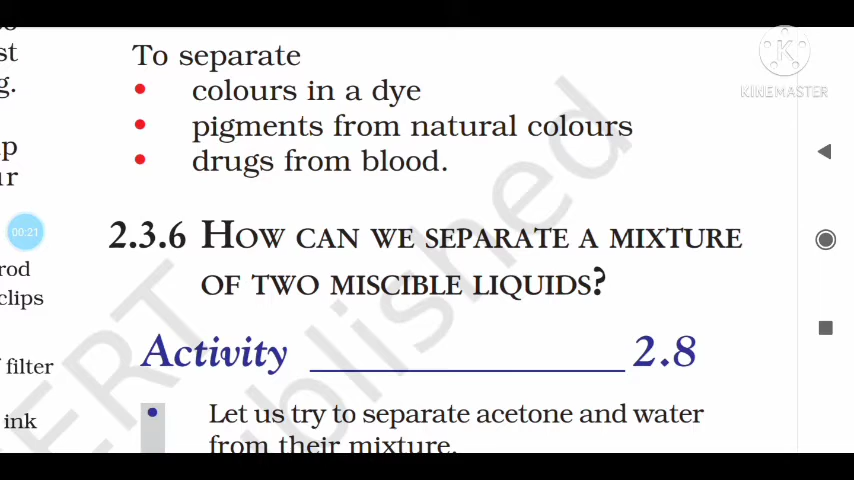 To separate
• colours in a dye
• pigments from natural colours
• drugs from blood.
2.3.6 HOW CAN WE SEPARATE A MIXTURE
OF TWO MISCIBLE LIQUIDS?
Activity ______________ 2.8
• Let us try to separate acetone and water
from their mixture.
KINEMASTER
00:21
rod
clips
filter
ink